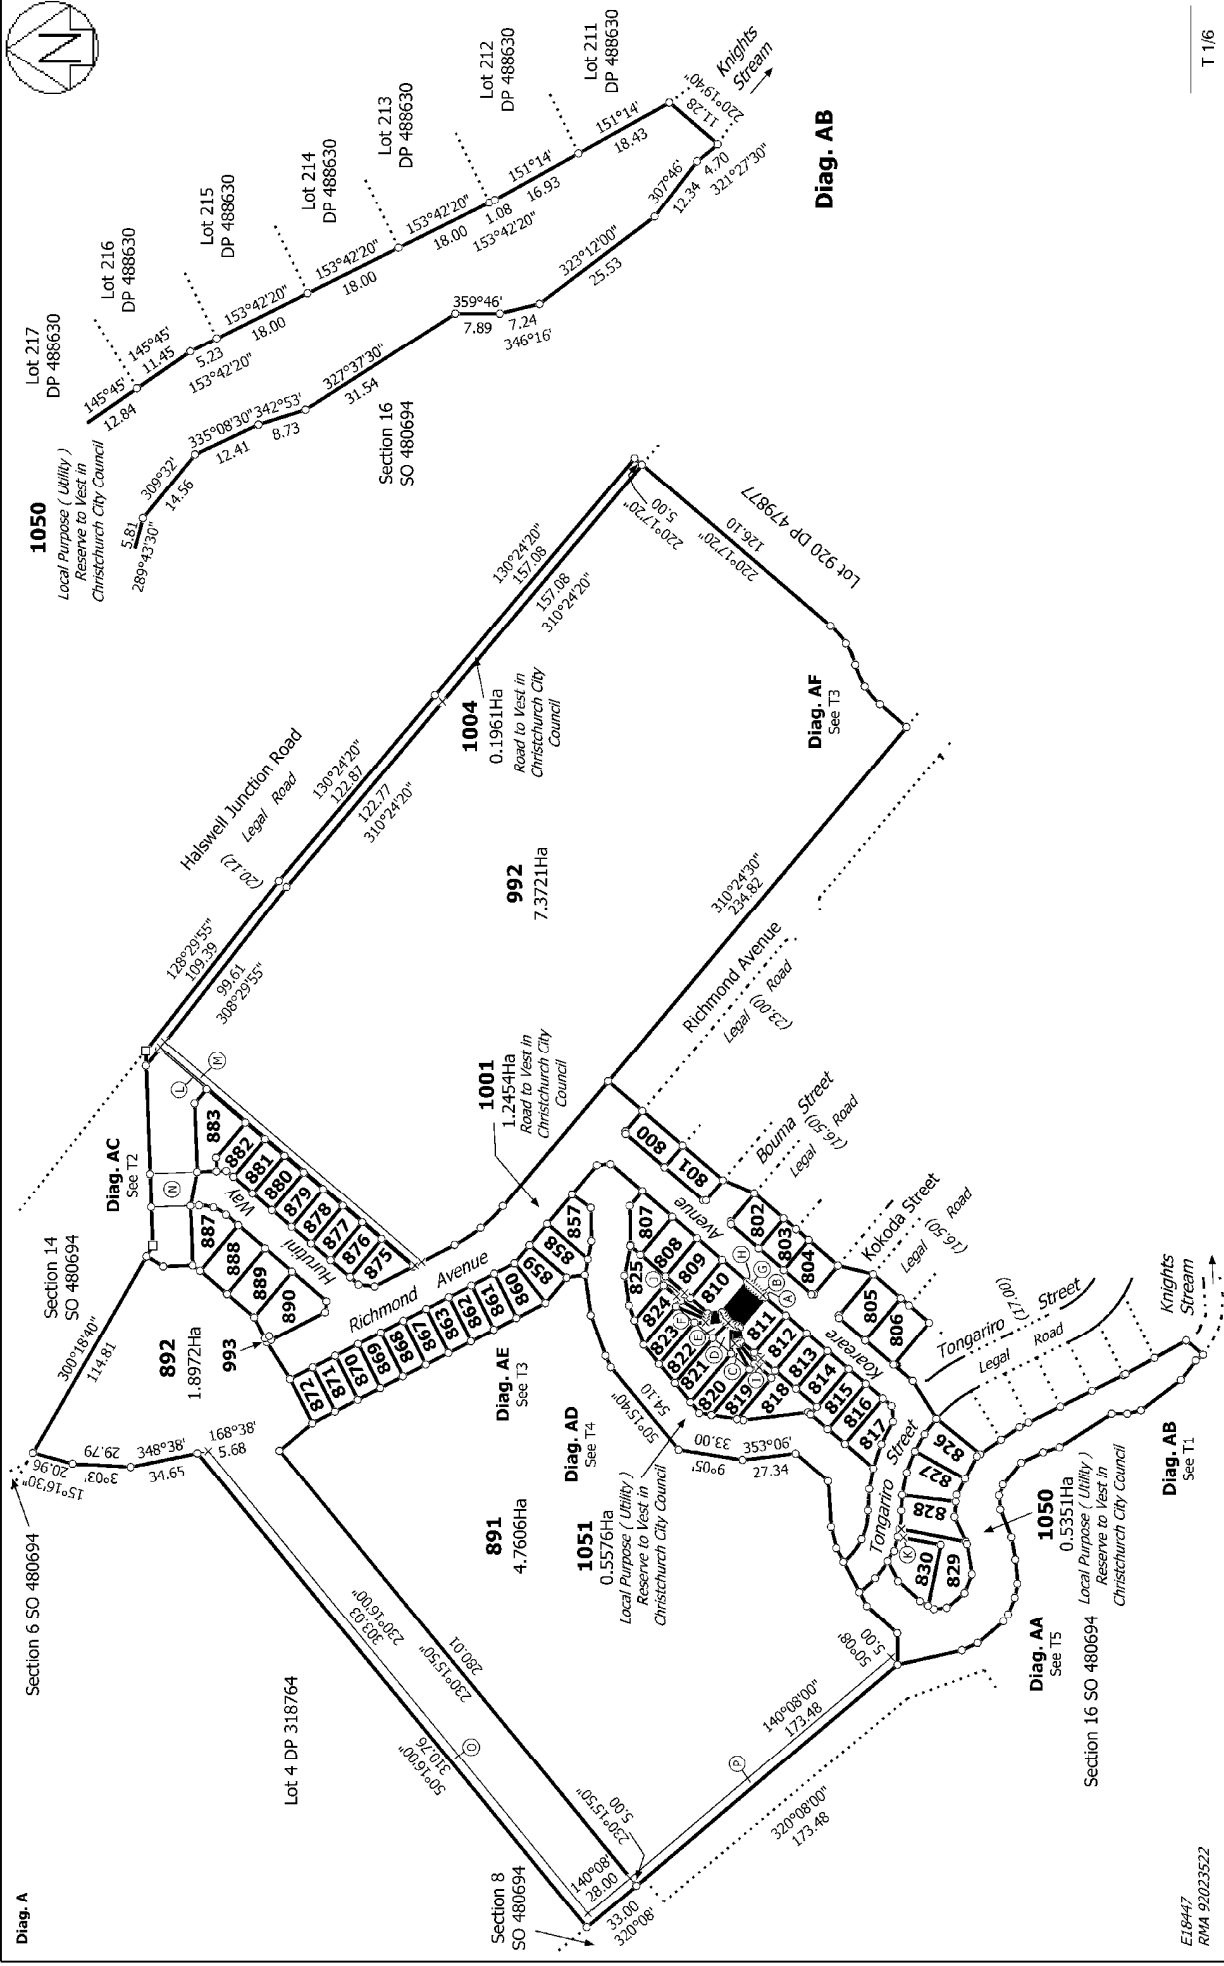 Diag. A
Section 6 SO 480694
Section 14
SO 480694
300°18'40"
114.81
15°16'30"
20.96
3°03'
29.79
348°38'
34.65
168°38'
5.68
892
1.8972Ha
993
Diag. AC
See T2
N
L
M
883
882
881
880
879
878
877
876
875
887
888
889
890
Hurutini
Way
128°29'55"
109.39
99.61
308°29'55"
Halswell Junction Road
(20.12) Legal Road
130°24'20"
122.87
122.77
310°24'20"
130°24'20"
157.08
157.08
310°24'20"
1004
0.1961Ha
Road to Vest in
Christchurch City
Council
220°17'20"
5.00
220°17'20"
126.10
Lot 920 DP 479877
992
7.3721Ha
Diag. AF
See T3
310°24'30"
234.82
1001
1.2454Ha
Road to Vest in
Christchurch City
Council
Richmond Avenue
Legal Road
(23.00)
Richmond Avenue
872
871
870
869
868
867
863
862
861
860
859
858
857
Diag. AE
See T3
Avenue
800
801
802
803
804
805
806
Bouma Street
Legal Road
(16.50)
Kokoda Street
Legal Road
(16.50)
Tongariro Street
(17.00)
Legal Road
Knights
Stream
807
808
809
810
811
812
813
814
815
816
817
818
819
820
821
822
823
824
825
Koareare
Tongariro Street
826
827
828
829
830
K
A
B
G
H
C
D
E
F
I
J
Diag. AD
See T4
50°15'40"
54.10
33.00
9°05'
353°06'
27.34
1051
0.5576Ha
Local Purpose ( Utility )
Reserve to Vest in
Christchurch City Council
891
4.7606Ha
Lot 4 DP 318764
303.03
230°16'00"
50°16'00"
310.76
O
230°15'50"
280.01
Section 8
SO 480694
140°08'
28.00
33.00
320°08'
230°15'50"
5.00
P
140°08'00"
173.48
320°08'00"
173.48
50°08'
5.00
Diag. AA
See T5
Section 16 SO 480694
1050
0.5351Ha
Local Purpose ( Utility )
Reserve to Vest in
Christchurch City Council
Diag. AB
See T1
1050
Local Purpose ( Utility )
Reserve to Vest in
Christchurch City Council
Lot 217
DP 488630
Lot 216
DP 488630
Lot 215
DP 488630
Lot 214
DP 488630
Lot 213
DP 488630
Lot 212
DP 488630
Lot 211
DP 488630
145°45'
12.84
145°45'
11.45
5.23
153°42'20"
153°42'20"
18.00
153°42'20"
18.00
153°42'20"
18.00
1.08
153°42'20"
151°14'
16.93
151°14'
18.43
220°19'40"
11.28
Knights
Stream
5.81
289°43'30"
309°32'
14.56
335°08'30"
12.41
342°53'
8.73
327°37'30"
31.54
359°46'
7.89
7.24
346°16'
323°12'00"
25.53
307°46'
12.34
4.70
321°27'30"
Section 16
SO 480694
Diag. AB
N
E18447
RMA 92023522
T 1/6